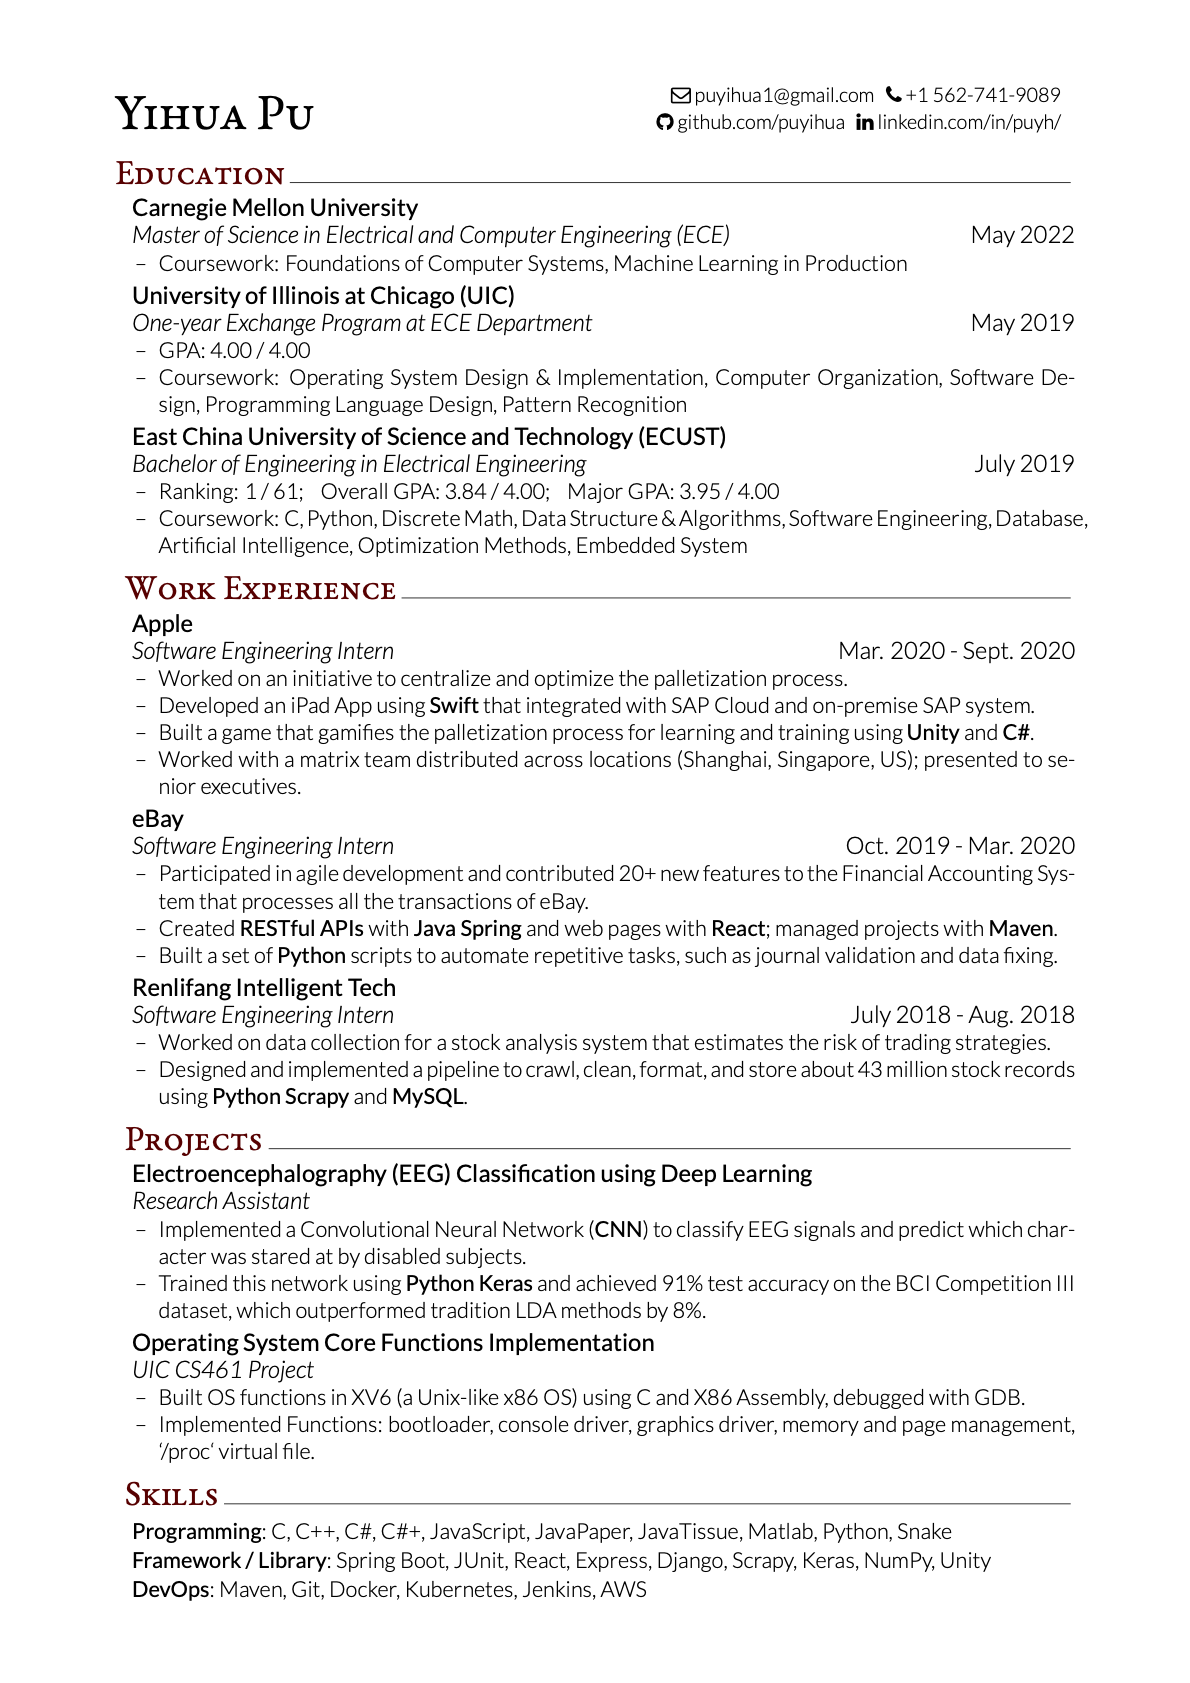 Yihua Pu
puyihua1@gmail.com +1 562-741-9089
github.com/puyihua linkedin.com/in/puyh/
Education
Carnegie Mellon University
Master of Science in Electrical and Computer Engineering (ECE) May 2022
– Coursework: Foundations of Computer Systems, Machine Learning in Production
University of Illinois at Chicago (UIC)
One-year Exchange Program at ECE Department May 2019
– GPA: 4.00 / 4.00
– Coursework: Operating System Design & Implementation, Computer Organization, Software De-
sign, Programming Language Design, Pattern Recognition
East China University of Science and Technology (ECUST)
Bachelor of Engineering in Electrical Engineering July 2019
– Ranking: 1 / 61; Overall GPA: 3.84 / 4.00; Major GPA: 3.95 / 4.00
– Coursework: C, Python, Discrete Math, Data Structure & Algorithms, Software Engineering, Database,
Artificial Intelligence, Optimization Methods, Embedded System
Work Experience
Apple
Software Engineering Intern Mar. 2020 - Sept. 2020
– Worked on an initiative to centralize and optimize the palletization process.
– Developed an iPad App using Swift that integrated with SAP Cloud and on-premise SAP system.
– Built a game that gamifies the palletization process for learning and training using Unity and C#.
– Worked with a matrix team distributed across locations (Shanghai, Singapore, US); presented to se-
nior executives.
eBay
Software Engineering Intern Oct. 2019 - Mar. 2020
– Participated in agile development and contributed 20+ new features to the Financial Accounting Sys-
tem that processes all the transactions of eBay.
– Created RESTful APIs with Java Spring and web pages with React; managed projects with Maven.
– Built a set of Python scripts to automate repetitive tasks, such as journal validation and data fixing.
Renlifang Intelligent Tech
Software Engineering Intern July 2018 - Aug. 2018
– Worked on data collection for a stock analysis system that estimates the risk of trading strategies.
– Designed and implemented a pipeline to crawl, clean, format, and store about 43 million stock records
using Python Scrapy and MySQL.
Projects
Electroencephalography (EEG) Classification using Deep Learning
Research Assistant
– Implemented a Convolutional Neural Network (CNN) to classify EEG signals and predict which char-
acter was stared at by disabled subjects.
– Trained this network using Python Keras and achieved 91% test accuracy on the BCI Competition III
dataset, which outperformed tradition LDA methods by 8%.
Operating System Core Functions Implementation
UIC CS461 Project
– Built OS functions in XV6 (a Unix-like x86 OS) using C and X86 Assembly, debugged with GDB.
– Implemented Functions: bootloader, console driver, graphics driver, memory and page management,
‘/proc‘ virtual file.
Skills
Programming: C, C++, C#, C#+, JavaScript, JavaPaper, JavaTissue, Matlab, Python, Snake
Framework / Library: Spring Boot, JUnit, React, Express, Django, Scrapy, Keras, NumPy, Unity
DevOps: Maven, Git, Docker, Kubernetes, Jenkins, AWS